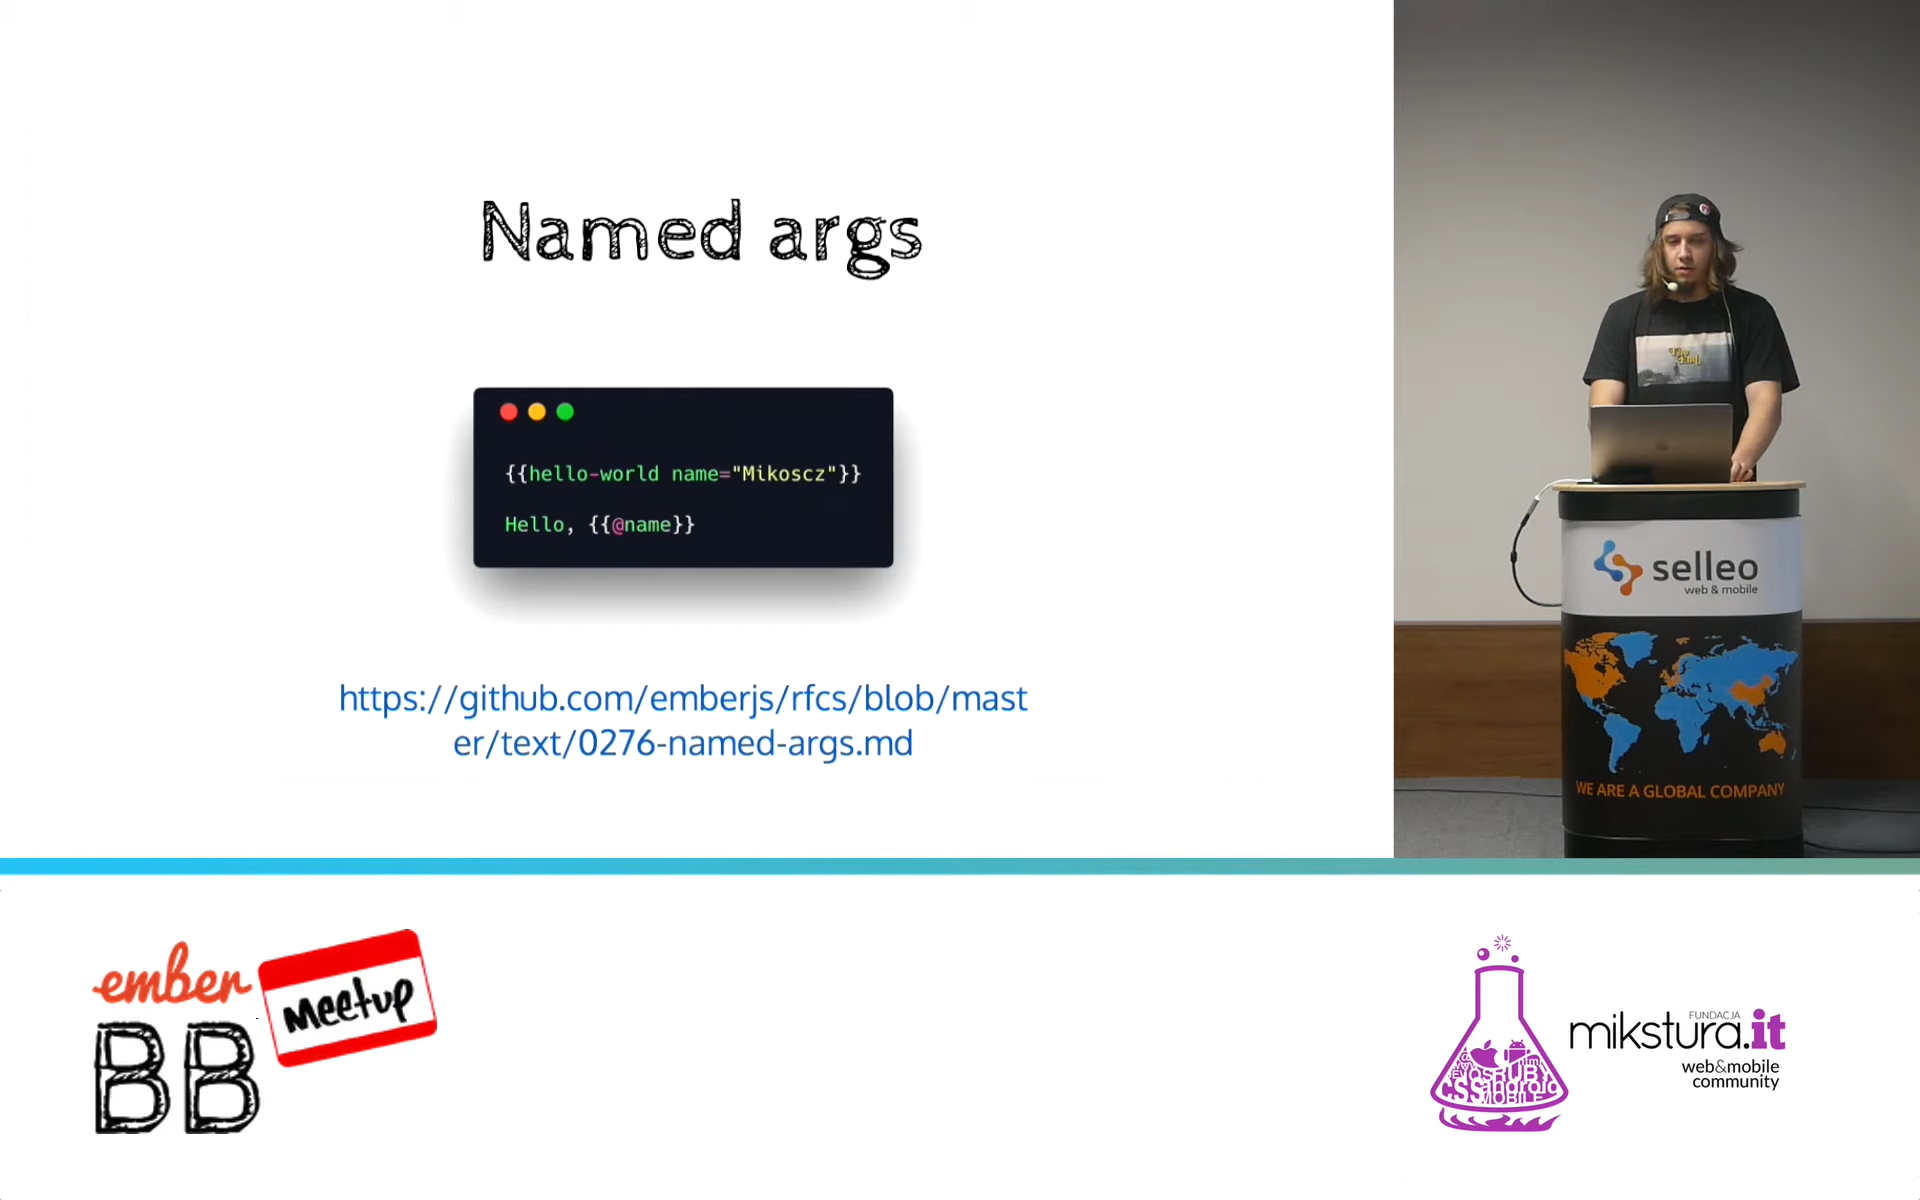 Named args
{{hello-world name="Mikoscz"}}
Hello, {{@name}}
https://github.com/emberjs/rfcs/blob/mast
er/text/0276-named-args.md
selleo
web & mobile
WE ARE A GLOBAL COMPANY
ember
BB
Meetup
FUNDACJA
mikstura.it
web&mobile
community